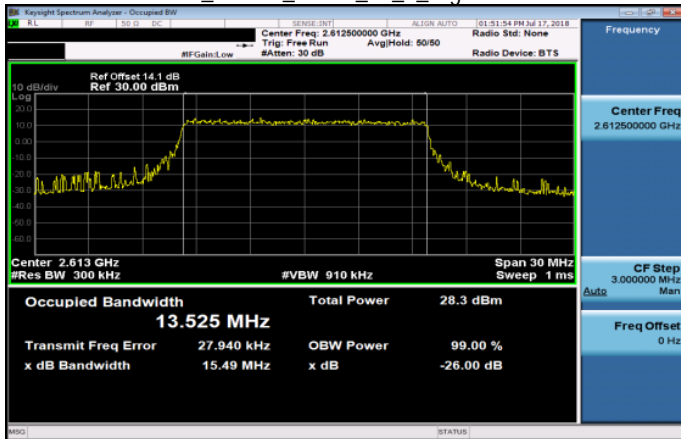 Keysight Spectrum Analyzer - Occupied BW
RL RF 50 Ω DC SENSE:INT ALIGN AUTO 01:51:54 PM Jul 17, 2018
Center Freq: 2.612500000 GHz Radio Std: None
Trig: Free Run Avg|Hold: 50/50
#IFGain:Low #Atten: 30 dB Radio Device: BTS
Ref Offset 14.1 dB
10 dB/div Ref 30.00 dBm
Log
20.0
10.0
0.00
-10.0
-20.0
-30.0
-40.0
-50.0
-60.0
Center 2.613 GHz Span 30 MHz
#Res BW 300 kHz #VBW 910 kHz Sweep 1 ms
Occupied Bandwidth Total Power 28.3 dBm
13.525 MHz
Transmit Freq Error 27.940 kHz OBW Power 99.00 %
x dB Bandwidth 15.49 MHz x dB -26.00 dB
MSG STATUS
Frequency
Center Freq
2.612500000 GHz
CF Step
3.000000 MHz
Auto Man
Freq Offset
0 Hz